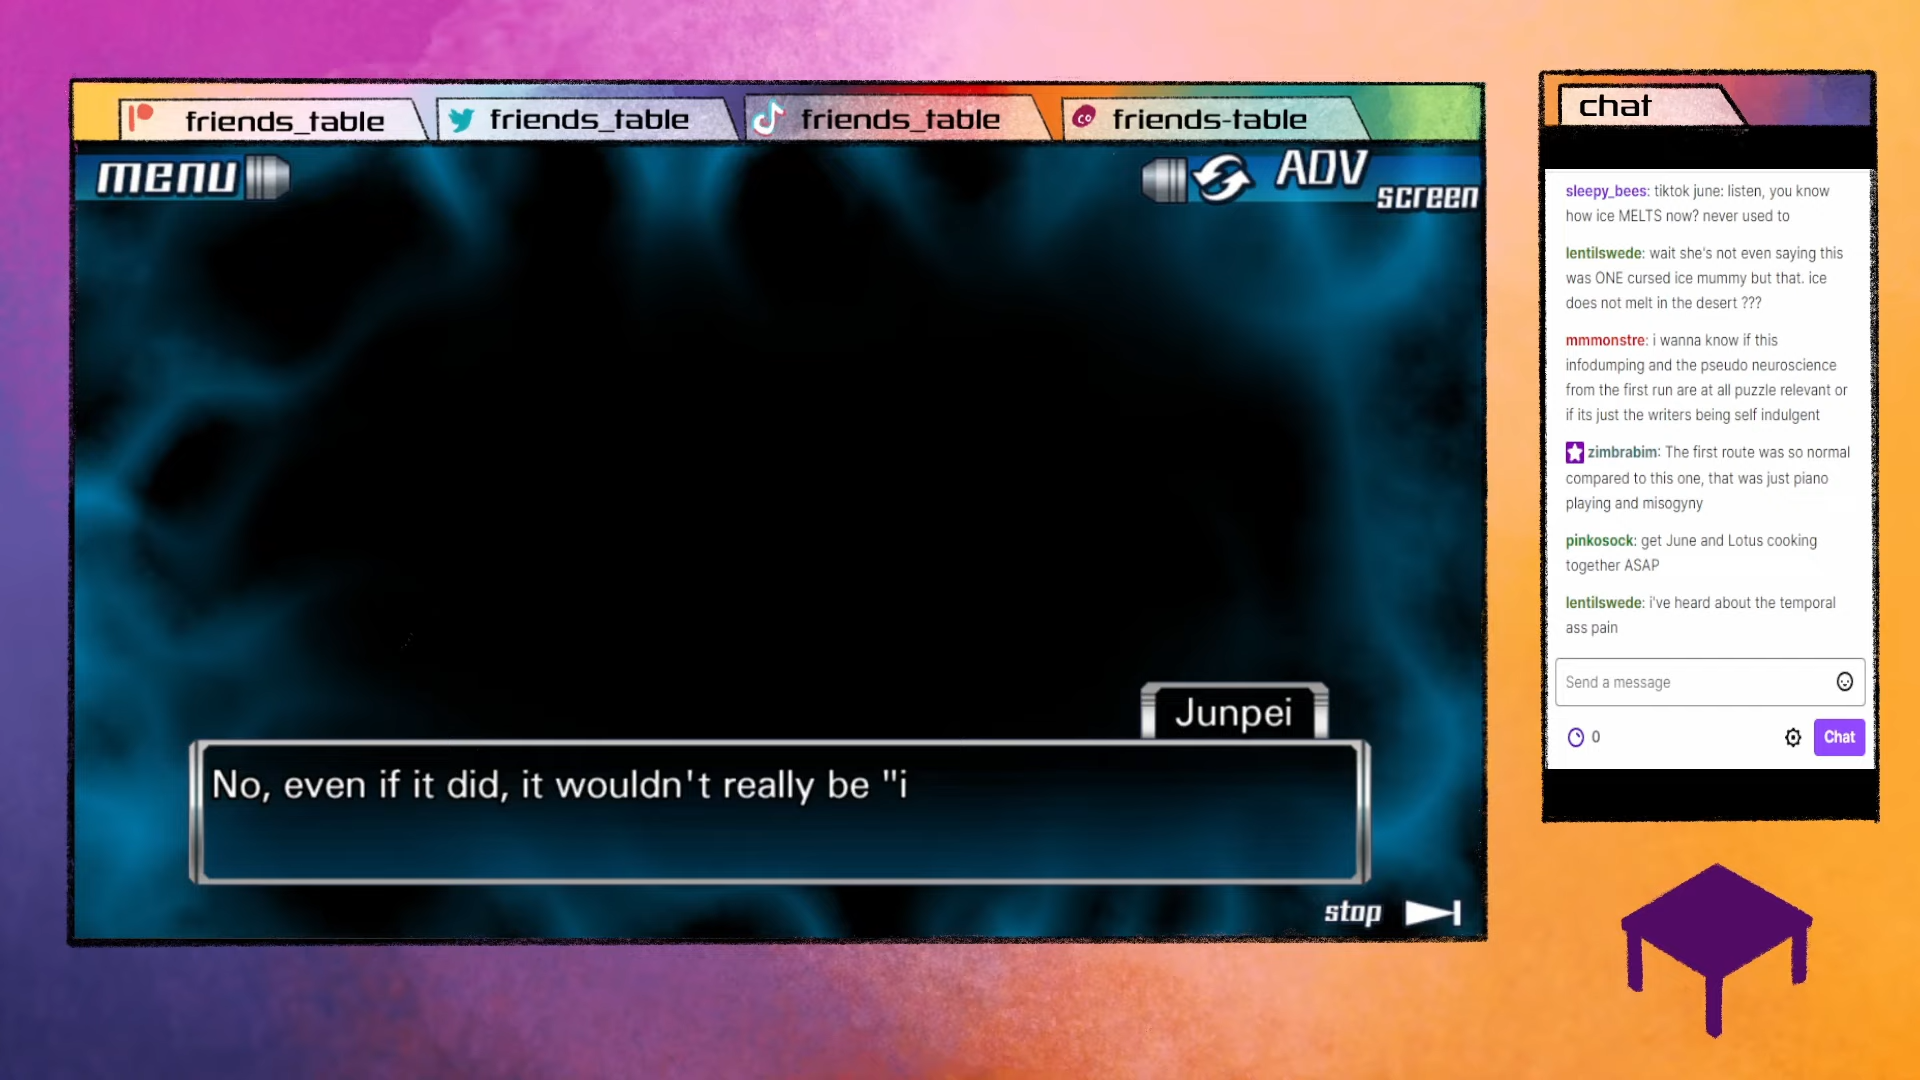 friends_table
friends_table
friends_table
friends-table
menu
ADV
screen
Junpei
No, even if it did, it wouldn't really be "i
stop
chat
sleepy_bees: tiktok june: listen, you know
how ice MELTS now? never used to
lentilswede: wait she's not even saying this
was ONE cursed ice mummy but that. ice
does not melt in the desert ???
mmmonstre: i wanna know if this
infodumping and the pseudo neuroscience
from the first run are at all puzzle relevant or
if its just the writers being self indulgent
zimbrabim: The first route was so normal
compared to this one, that was just piano
playing and misogyny
pinkosock: get June and Lotus cooking
together ASAP
lentilswede: i've heard about the temporal
ass pain
Send a message
0
Chat